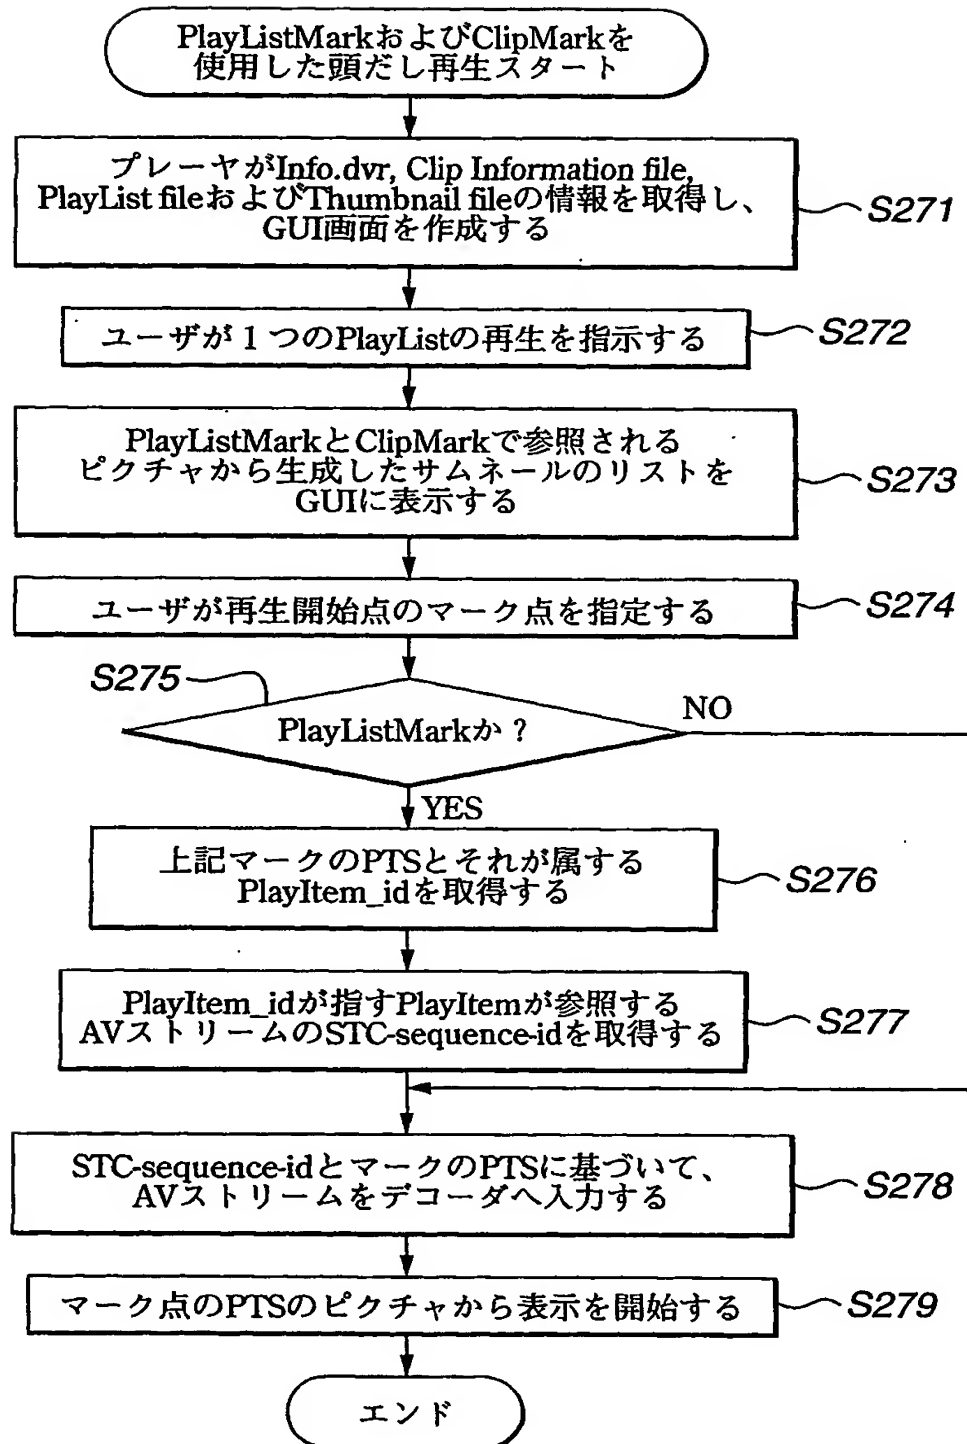 PlayListMarkおよびClipMarkを
使用した頭だし再生スタート
プレーヤがInfo.dvr, Clip Information file,
PlayList fileおよびThumbnail fileの情報を取得し、
GUI画面を作成する
S271
ユーザが1つのPlayListの再生を指示する
S272
PlayListMarkとClipMarkで参照される
ピクチャから生成したサムネールのリストを
GUIに表示する
S273
ユーザが再生開始点のマーク点を指定する
S274
S275
PlayListMarkか?
NO
YES
上記マークのPTSとそれが属する
PlayItem_idを取得する
S276
PlayItem_idが指すPlayItemが参照する
AVストリームのSTC-sequence-idを取得する
S277
STC-sequence-idとマークのPTSに基づいて、
AVストリームをデコーダへ入力する
S278
マーク点のPTSのピクチャから表示を開始する
S279
エンド